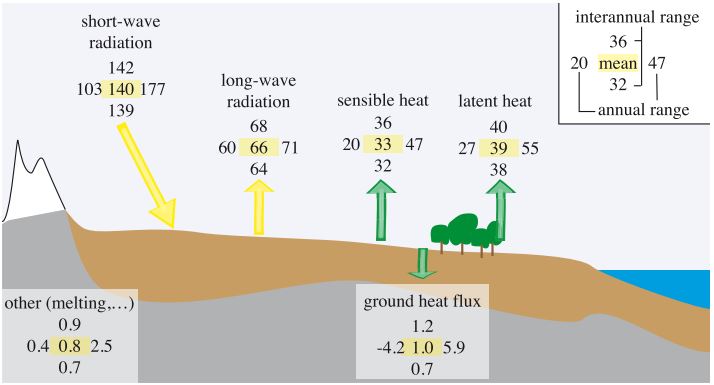 short-wave
radiation
142
103 140 177
139
long-wave
radiation
68
60 66 71
64
sensible heat
36
20 33 47
32
latent heat
40
27 39 55
38
interannual range
36
20 mean 47
32
annual range
other (melting,...)
0.9
0.4 0.8 2.5
0.7
ground heat flux
1.2
-4.2 1.0 5.9
0.7